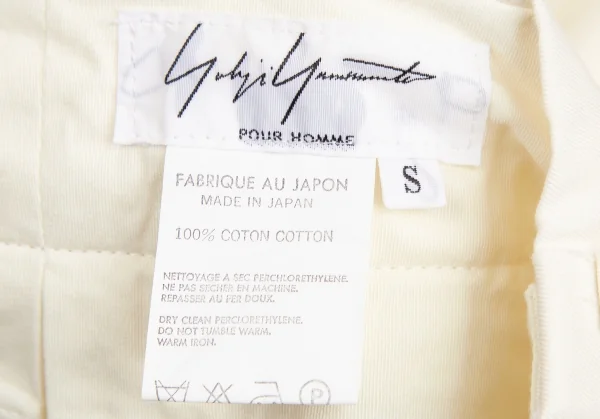 Yohji Yamamoto
POUR HOMME
S
FABRIQUE AU JAPON
MADE IN JAPAN
100% COTON COTTON
NETTOYAGE A SEC PERCHLORETHYLENE.
NE PAS SECHER EN MACHINE.
REPASSER AU FER DOUX.
DRY CLEAN PERCLORETHYLENE.
DO NOT TUMBLE WARM.
WARM IRON.
P